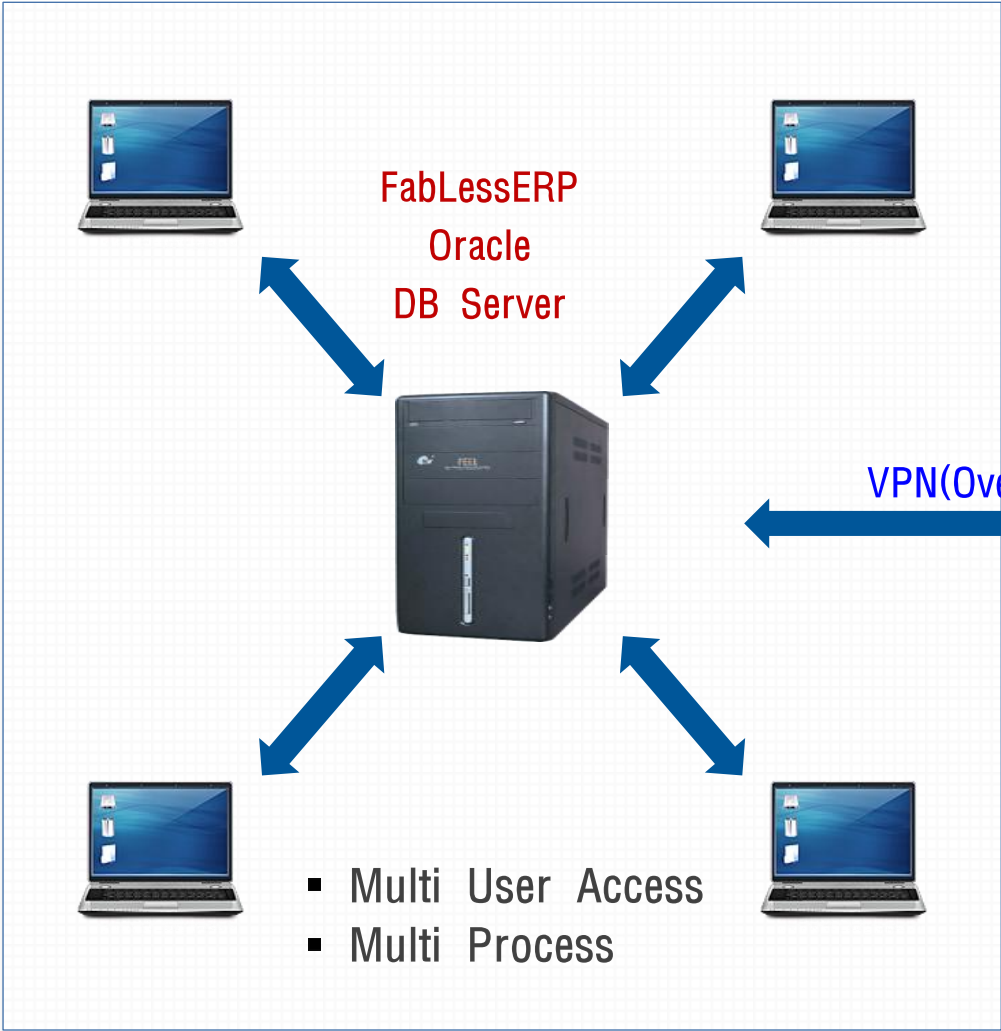 FabLessERP
Oracle
DB Server
VPN(Ove
▪ Multi User Access
▪ Multi Process